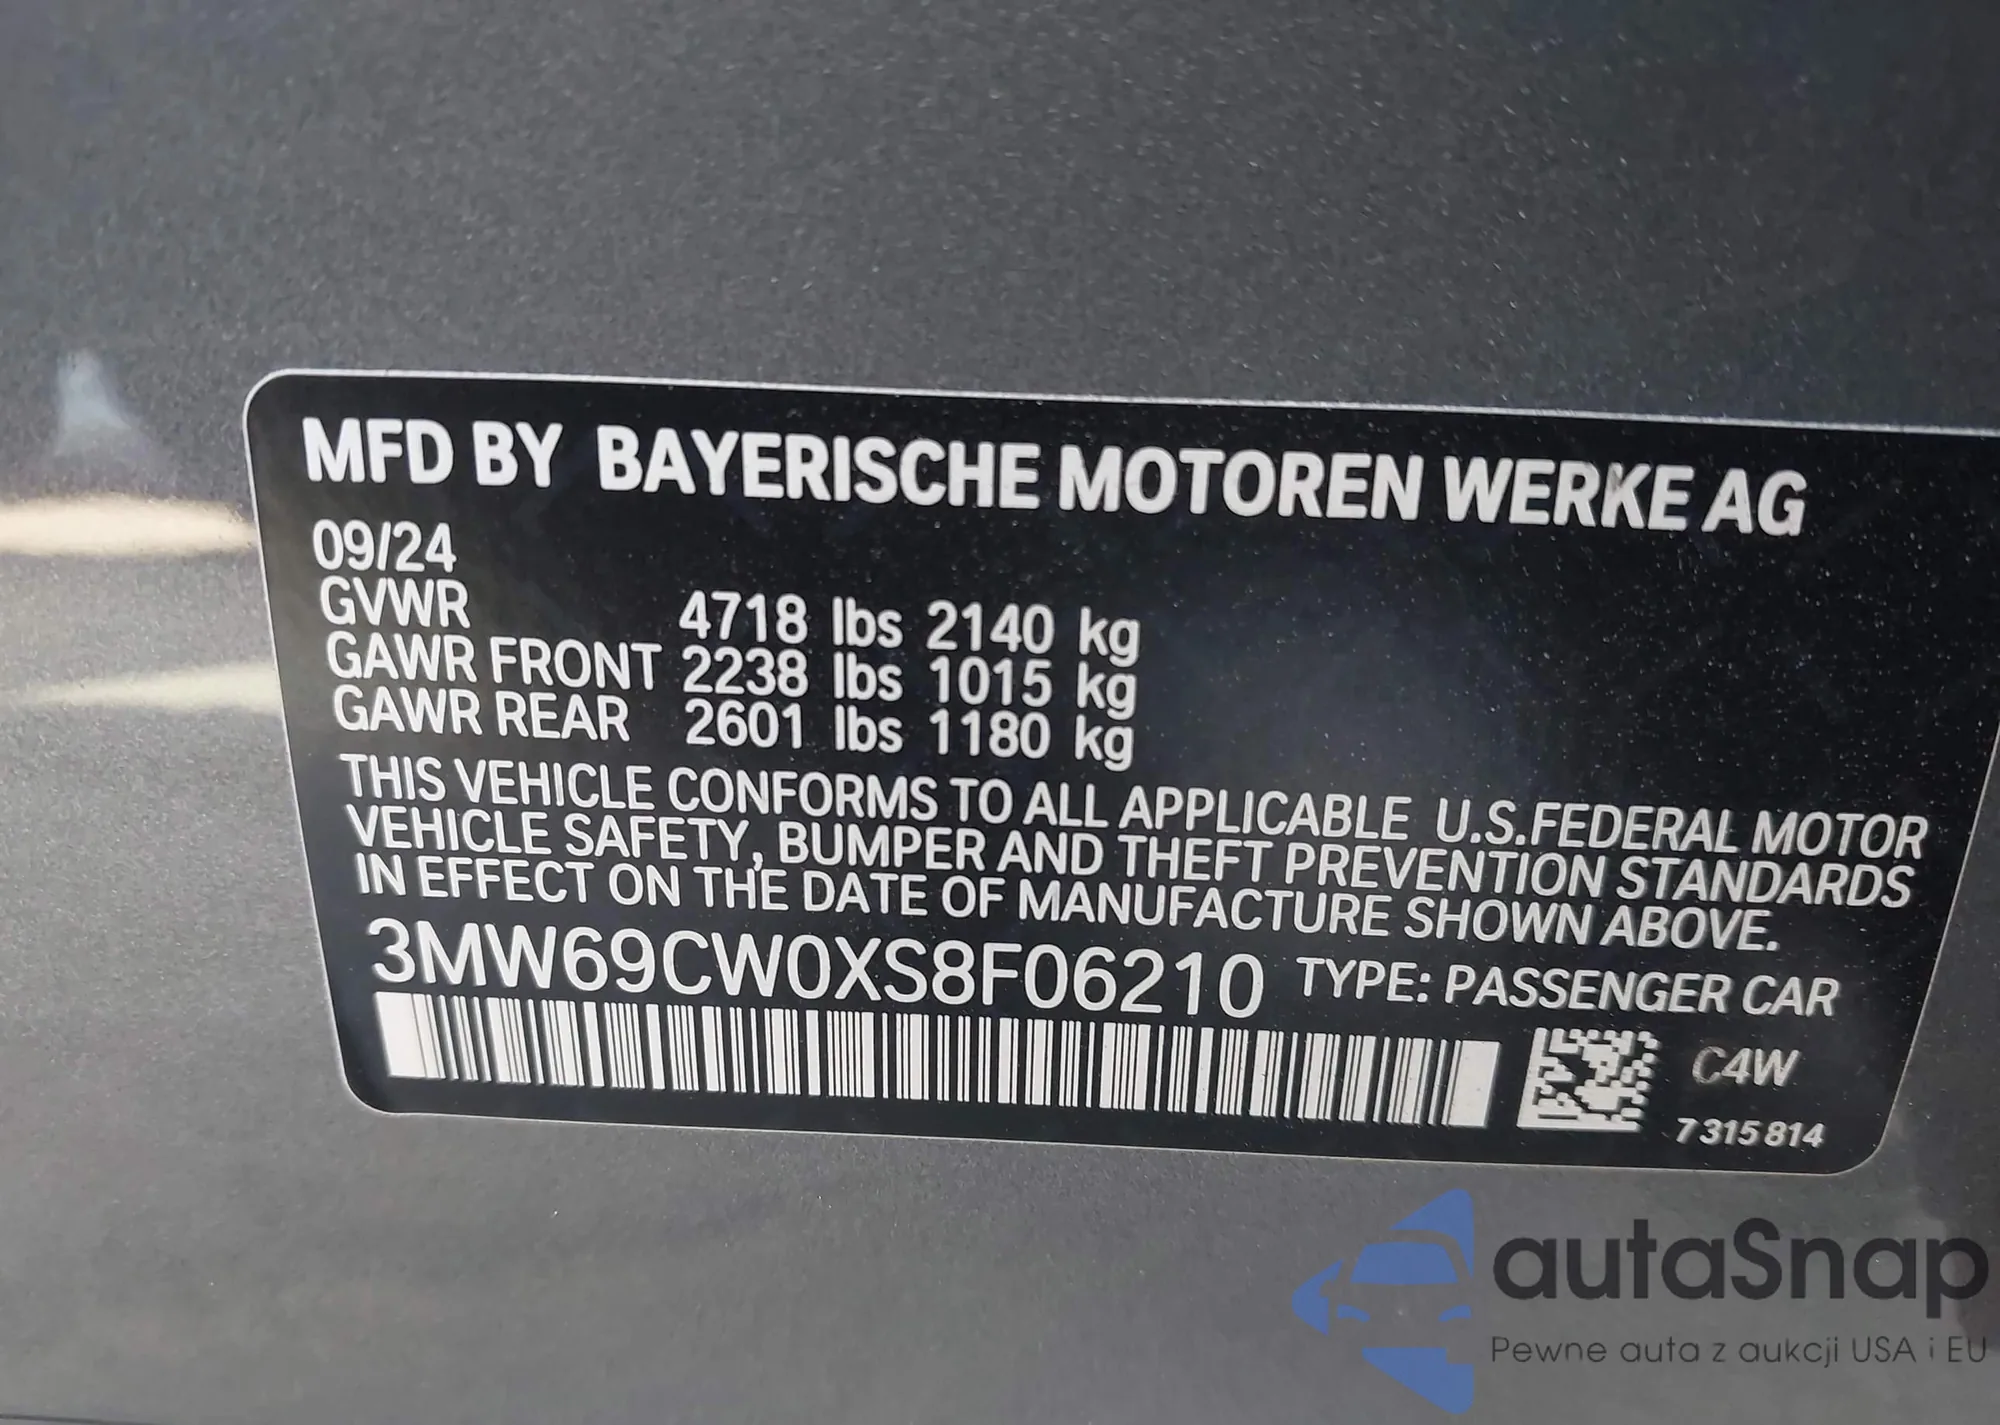 MFD BY BAYERISCHE MOTOREN WERKE AG
09/24
GVWR 4718 lbs 2140 kg
GAWR FRONT 2238 lbs 1015 kg
GAWR REAR 2601 lbs 1180 kg
THIS VEHICLE CONFORMS TO ALL APPLICABLE U.S.FEDERAL MOTOR
VEHICLE SAFETY, BUMPER AND THEFT PREVENTION STANDARDS
IN EFFECT ON THE DATE OF MANUFACTURE SHOWN ABOVE.
3MW69CW0XS8F06210 TYPE: PASSENGER CAR
C4W
7 315 814
autaSnap
Pewne auta z aukcji USA i EU